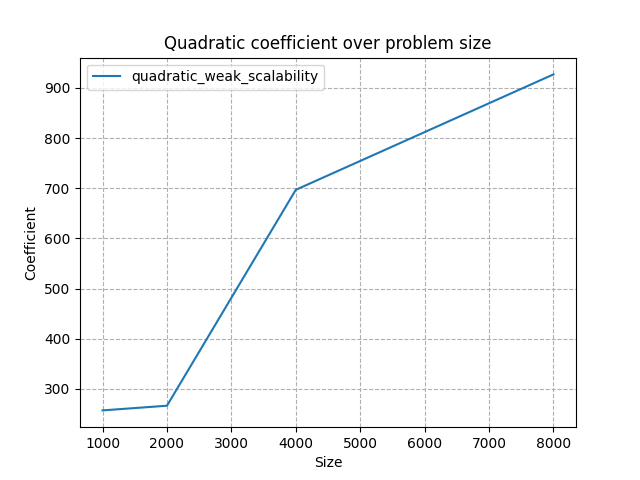 Quadratic coefficient over problem size
quadratic_weak_scalability
900
800
700
600
500
400
300
Coefficient
1000 2000 3000 4000 5000 6000 7000 8000
Size